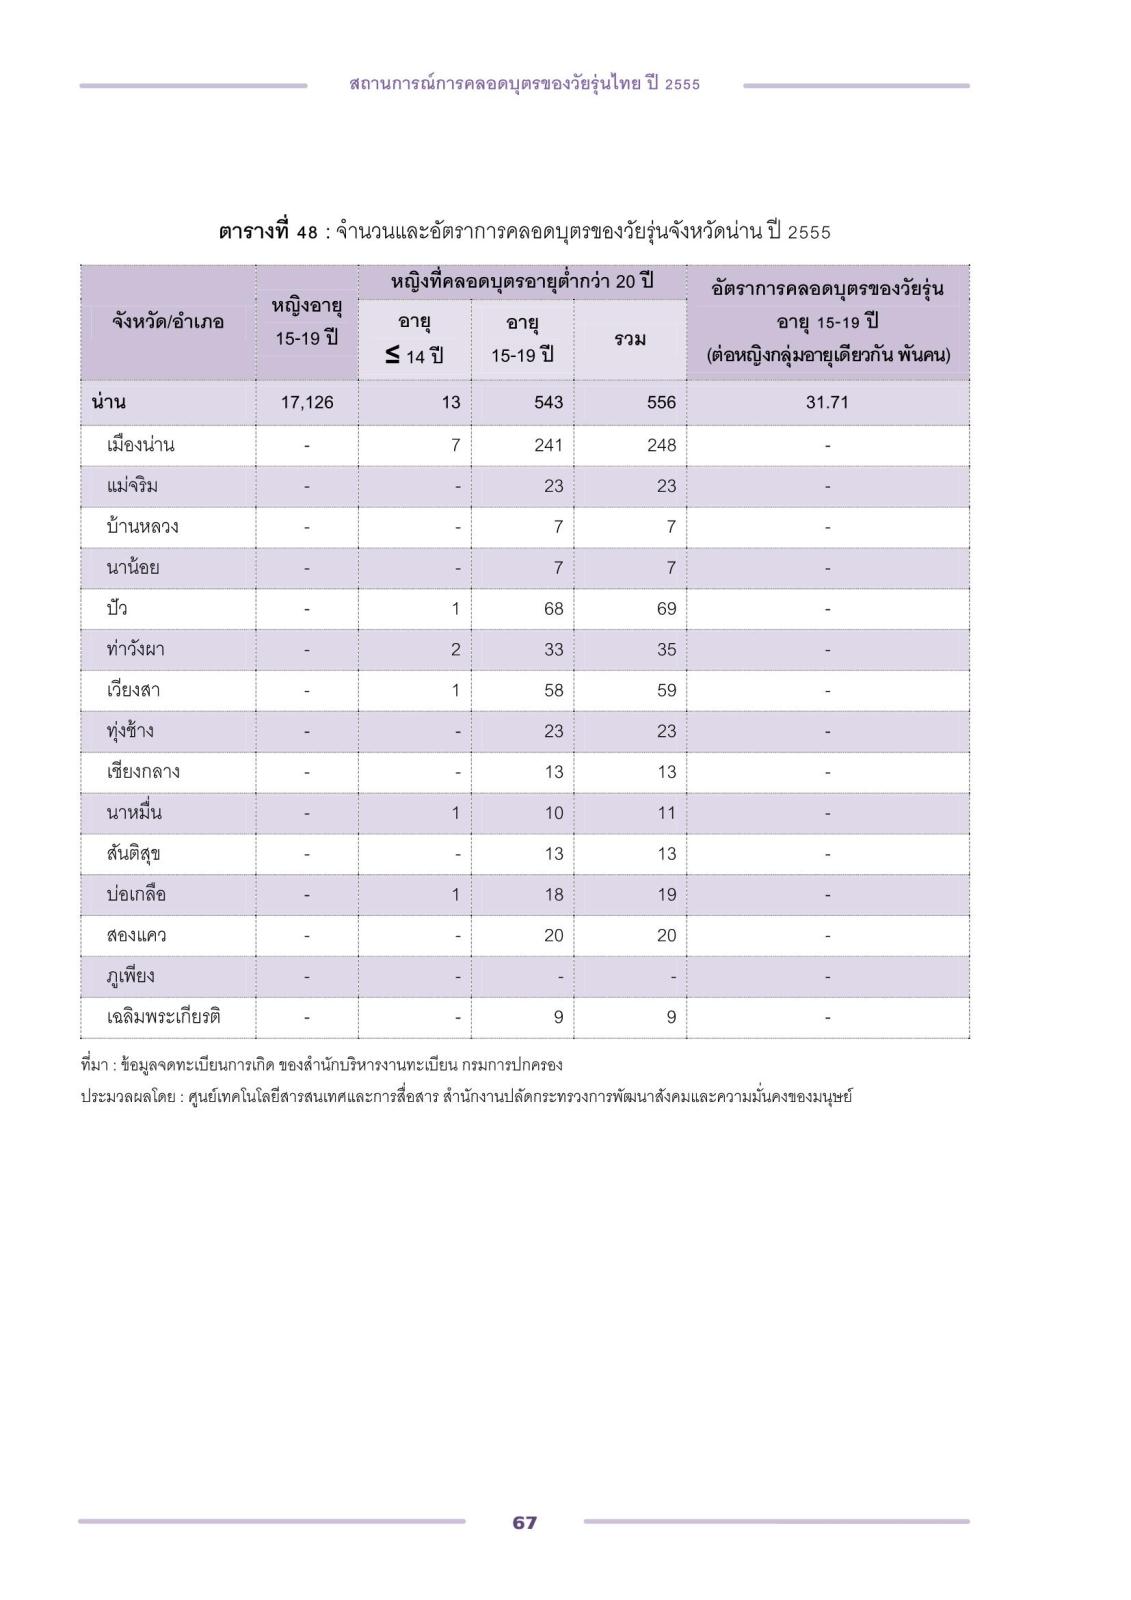 สถานการณ์การคลอดบุตรของวัยรุ่นไทย ปี 2555
ตารางที่ 48 : จำนวนและอัตราการคลอดบุตรของวัยรุ่นจังหวัดน่าน ปี 2555
จังหวัด/อำเภอ หญิงอายุ 15-19 ปี หญิงที่คลอดบุตรอายุต่ำกว่า 20 ปี อัตราการคลอดบุตรของวัยรุ่น อายุ 15-19 ปี (ต่อหญิงกลุ่มอายุเดียวกัน พันคน)
อายุ ≤ 14 ปี อายุ 15-19 ปี รวม
น่าน 17,126 13 543 556 31.71
เมืองน่าน - 7 241 248 -
แม่จริม - - 23 23 -
บ้านหลวง - - 7 7 -
นาน้อย - - 7 7 -
ปัว - 1 68 69 -
ท่าวังผา - 2 33 35 -
เวียงสา - 1 58 59 -
ทุ่งช้าง - - 23 23 -
เชียงกลาง - - 13 13 -
นาหมื่น - 1 10 11 -
สันติสุข - - 13 13 -
บ่อเกลือ - 1 18 19 -
สองแคว - - 20 20 -
ภูเพียง - - - - -
เฉลิมพระเกียรติ - - 9 9 -
ที่มา : ข้อมูลจดทะเบียนการเกิด ของสำนักบริหารงานทะเบียน กรมการปกครอง
ประมวลผลโดย : ศูนย์เทคโนโลยีสารสนเทศและการสื่อสาร สำนักงานปลัดกระทรวงการพัฒนาสังคมและความมั่นคงของมนุษย์
67